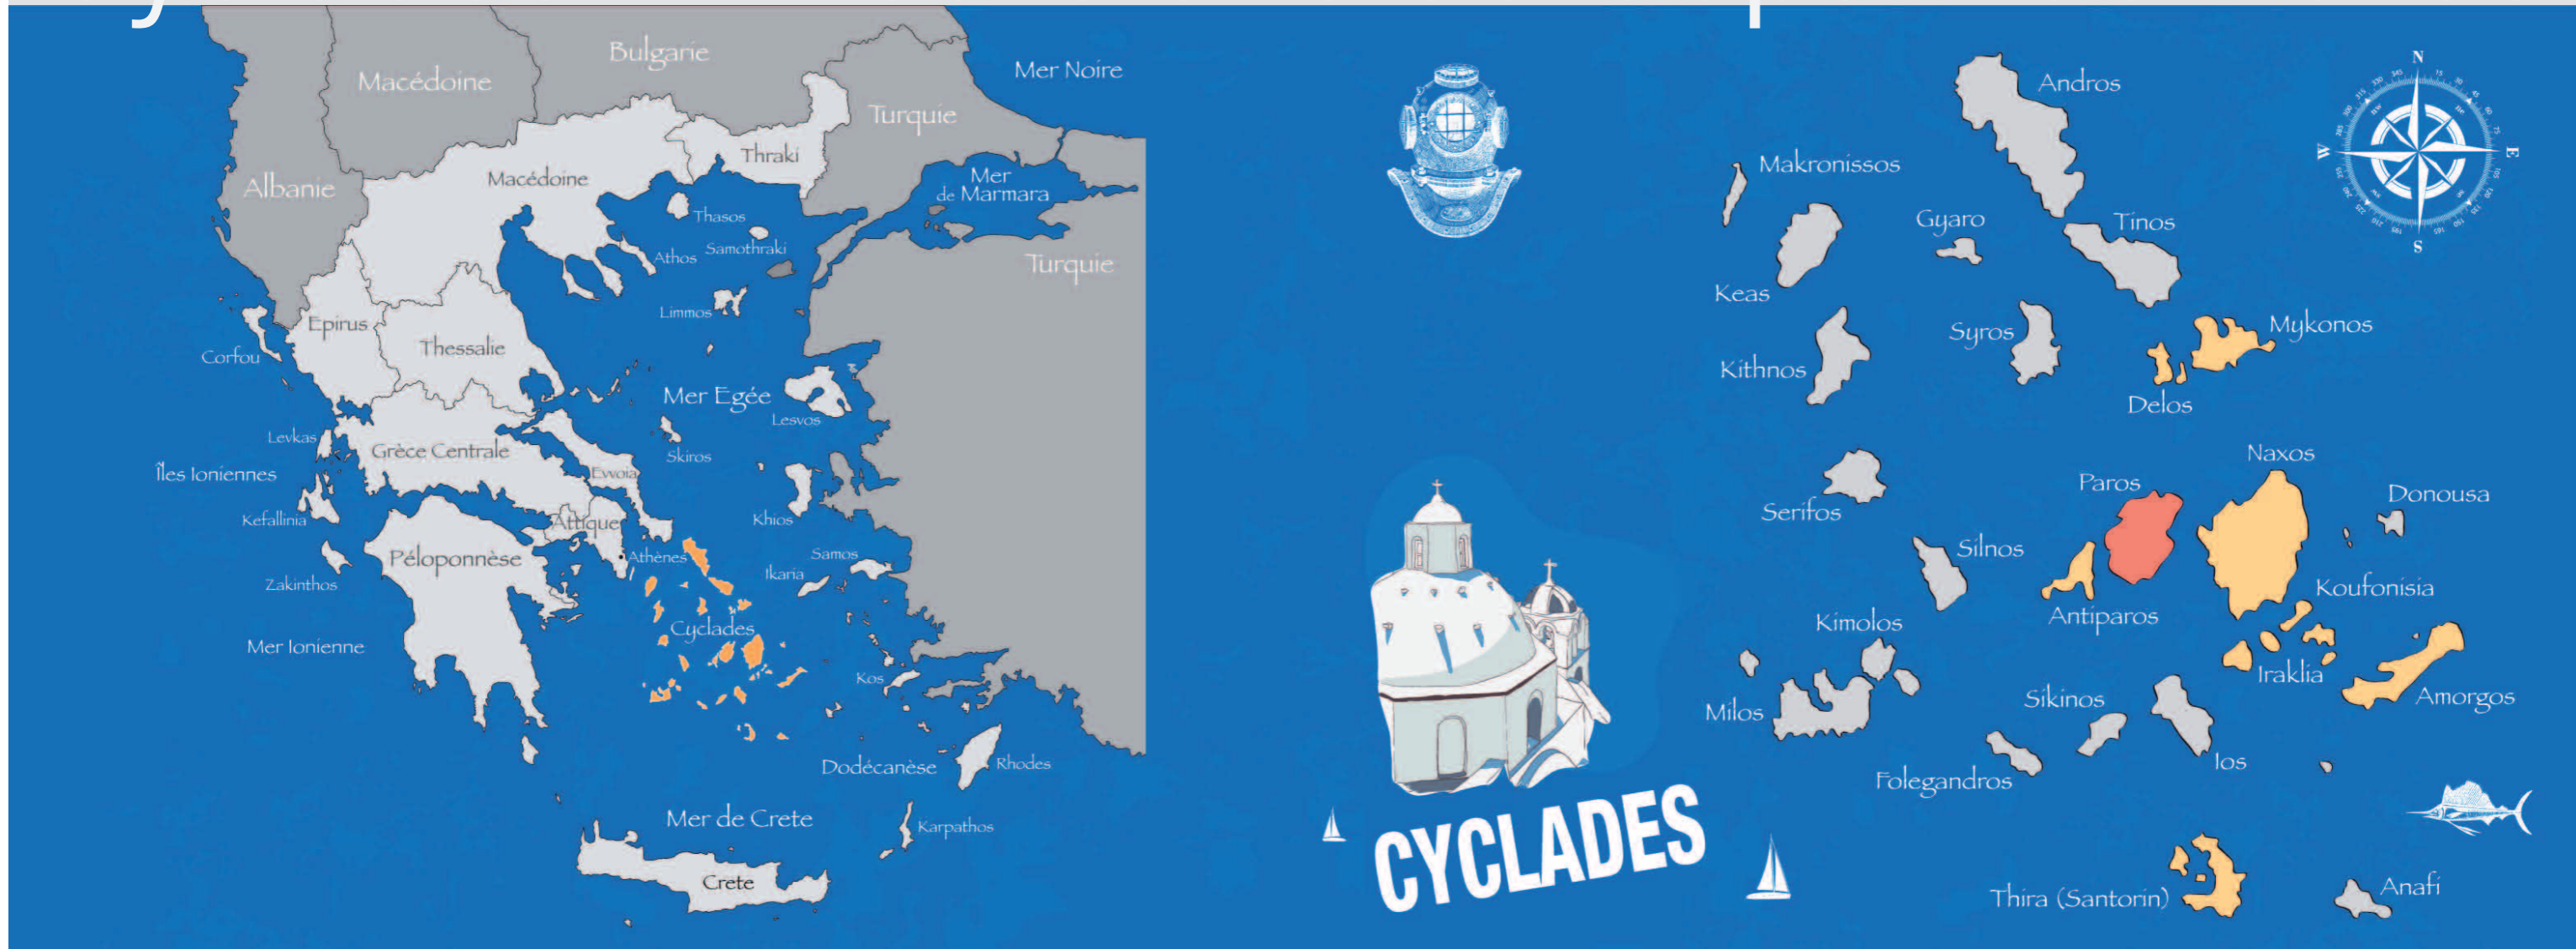 Bulgarie
Mer Noire
Macédoine
Turquie
Thraki
Macédoine
Albanie
Mer
de Marmara
Thasos
Samothraki
Athos
Turquie
Limmos
Epirus
Thessalie
Corfou
Mer Egée
Lesvos
Levkas
Grèce Centrale
Skiros
Îles Ioniennes
Evvoia
Kefallinia
Attique
Khios
Péloponnèse
Athènes
Samos
Ikaria
Zakinthos
Cyclades
Mer Ionienne
Kos
Dodécanèse
Rhodes
Mer de Crete
Karpathos
Crete
CYCLADES
Andros
Makronissos
Gyaro
Tinos
Keas
Syros
Mykonos
Kithnos
Delos
Naxos
Paros
Donousa
Serifos
Silnos
Koufonisia
Antiparos
Kimolos
Iraklia
Sikinos
Amorgos
Milos
Ios
Folegandros
Thira (Santorin)
Anafi
N
W
E
S